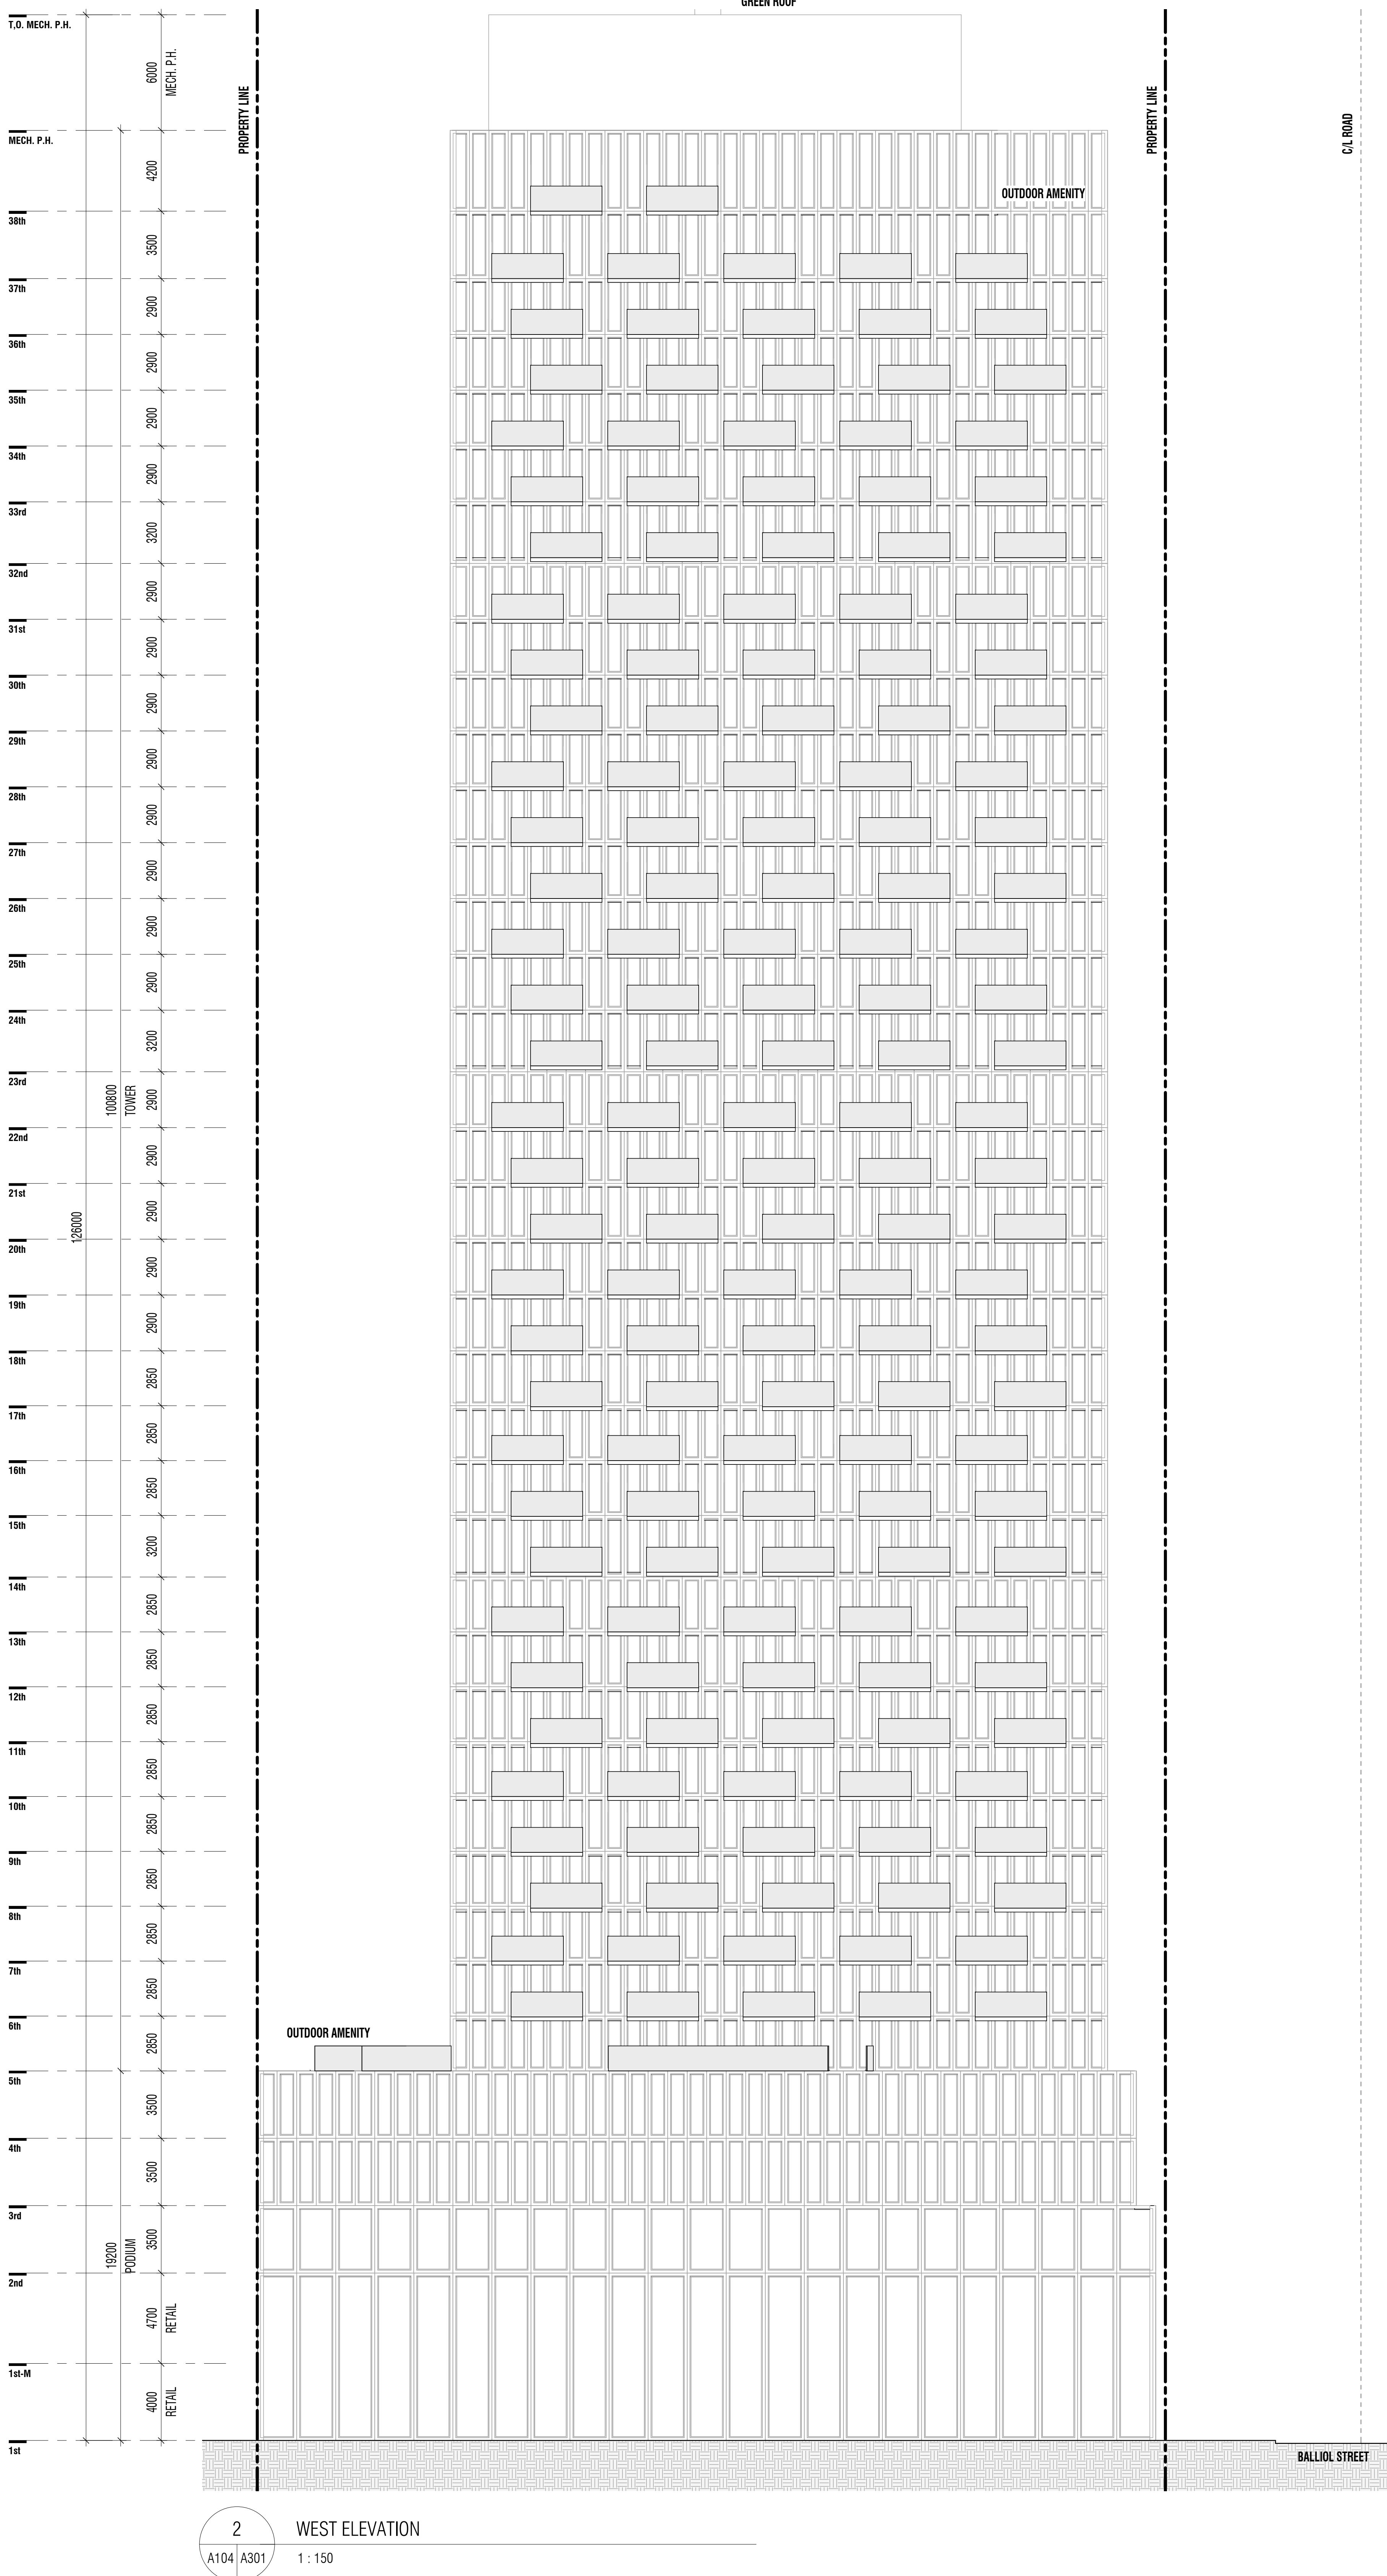 GREEN ROOF
T,O. MECH. P.H.
6000
MECH. P.H.
PROPERTY LINE
PROPERTY LINE
C/L ROAD
MECH. P.H.
4200
OUTDOOR AMENITY
38th
3500
37th
2900
36th
2900
35th
2900
34th
2900
33rd
3200
32nd
2900
31st
2900
30th
2900
29th
2900
28th
2900
27th
2900
26th
2900
25th
2900
24th
3200
23rd
100800
TOWER
2900
22nd
2900
21st
126000
2900
20th
2900
19th
2900
18th
2850
17th
2850
16th
2850
15th
3200
14th
2850
13th
2850
12th
2850
11th
2850
10th
2850
9th
2850
8th
2850
7th
2850
6th
OUTDOOR AMENITY
2850
5th
3500
4th
3500
3rd
19200
PODIUM
3500
2nd
4700
RETAIL
1st-M
4000
RETAIL
1st
BALLIOL STREET
2
WEST ELEVATION
A104 A301
1 : 150